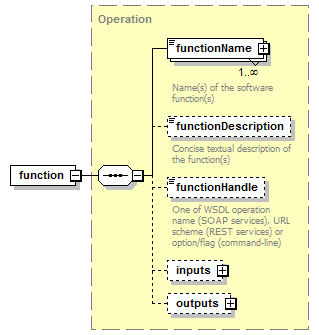 Operation
functionName
1..∞
Name(s) of the software
function(s)
functionDescription
Concise textual description of
the function(s)
function
functionHandle
One of WSDL operation
name (SOAP services), URL
scheme (REST services) or
option/flag (command-line)
inputs
outputs